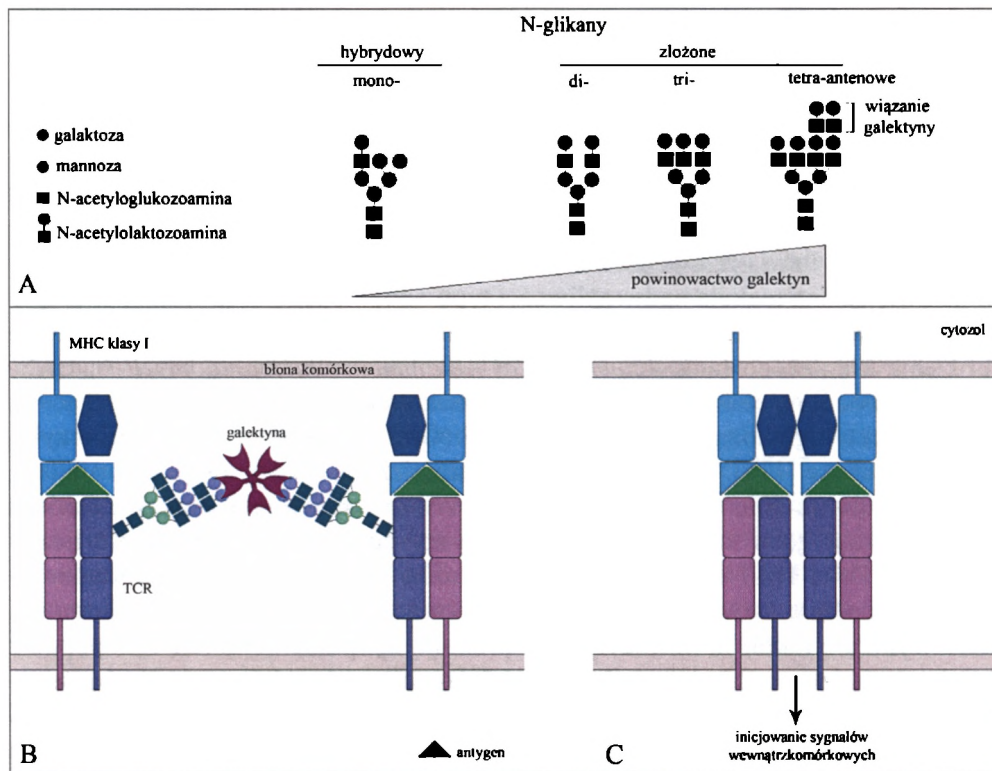 N-glikany
hybrydowy
złożone
mono-
di-
tri-
tetra-antenowe
wiązanie
galektyny
galaktoza
mannoza
N-acetyloglukozoamina
N-acetylolaktozoamina
powinowactwo galektyn
A
MHC klasy I
cytozol
błona komórkowa
galektyna
TCR
B
antygen
C
inicjowanie sygnałów
wewnątrzkomórkowych